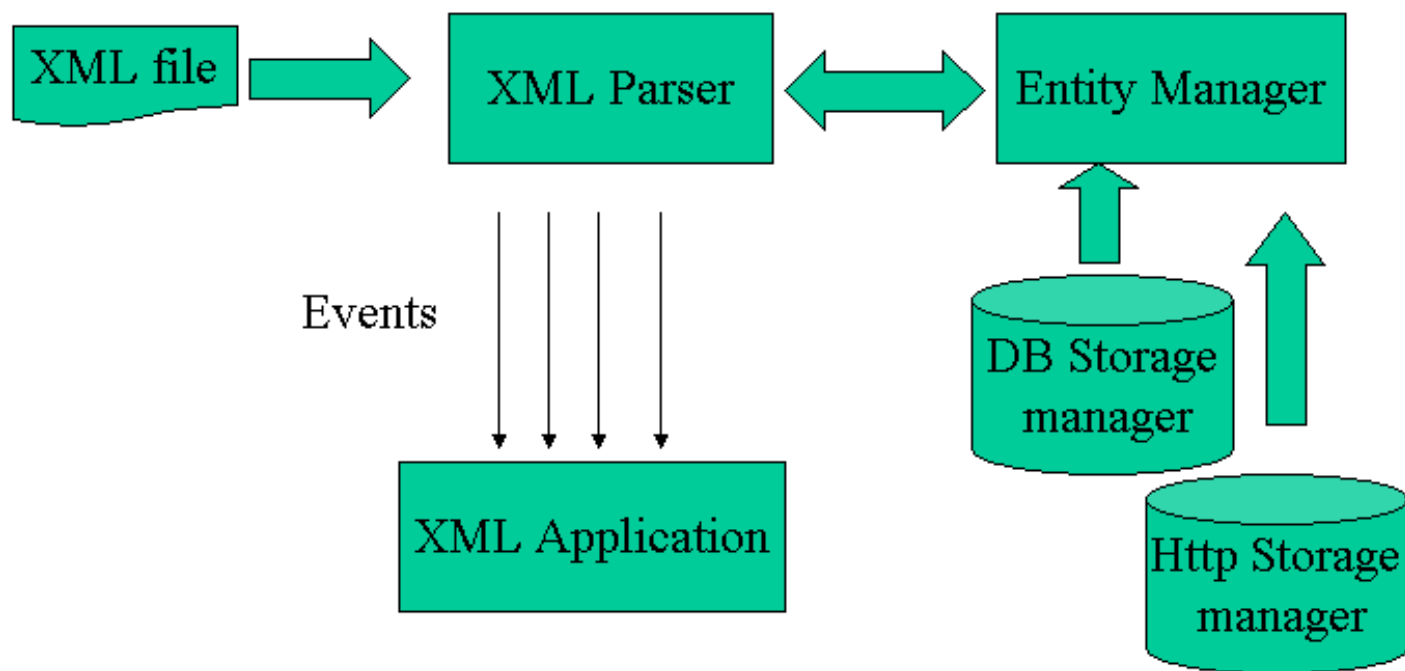 XML file
XML Parser
Entity Manager
Events
DB Storage
manager
XML Application
Http Storage
manager